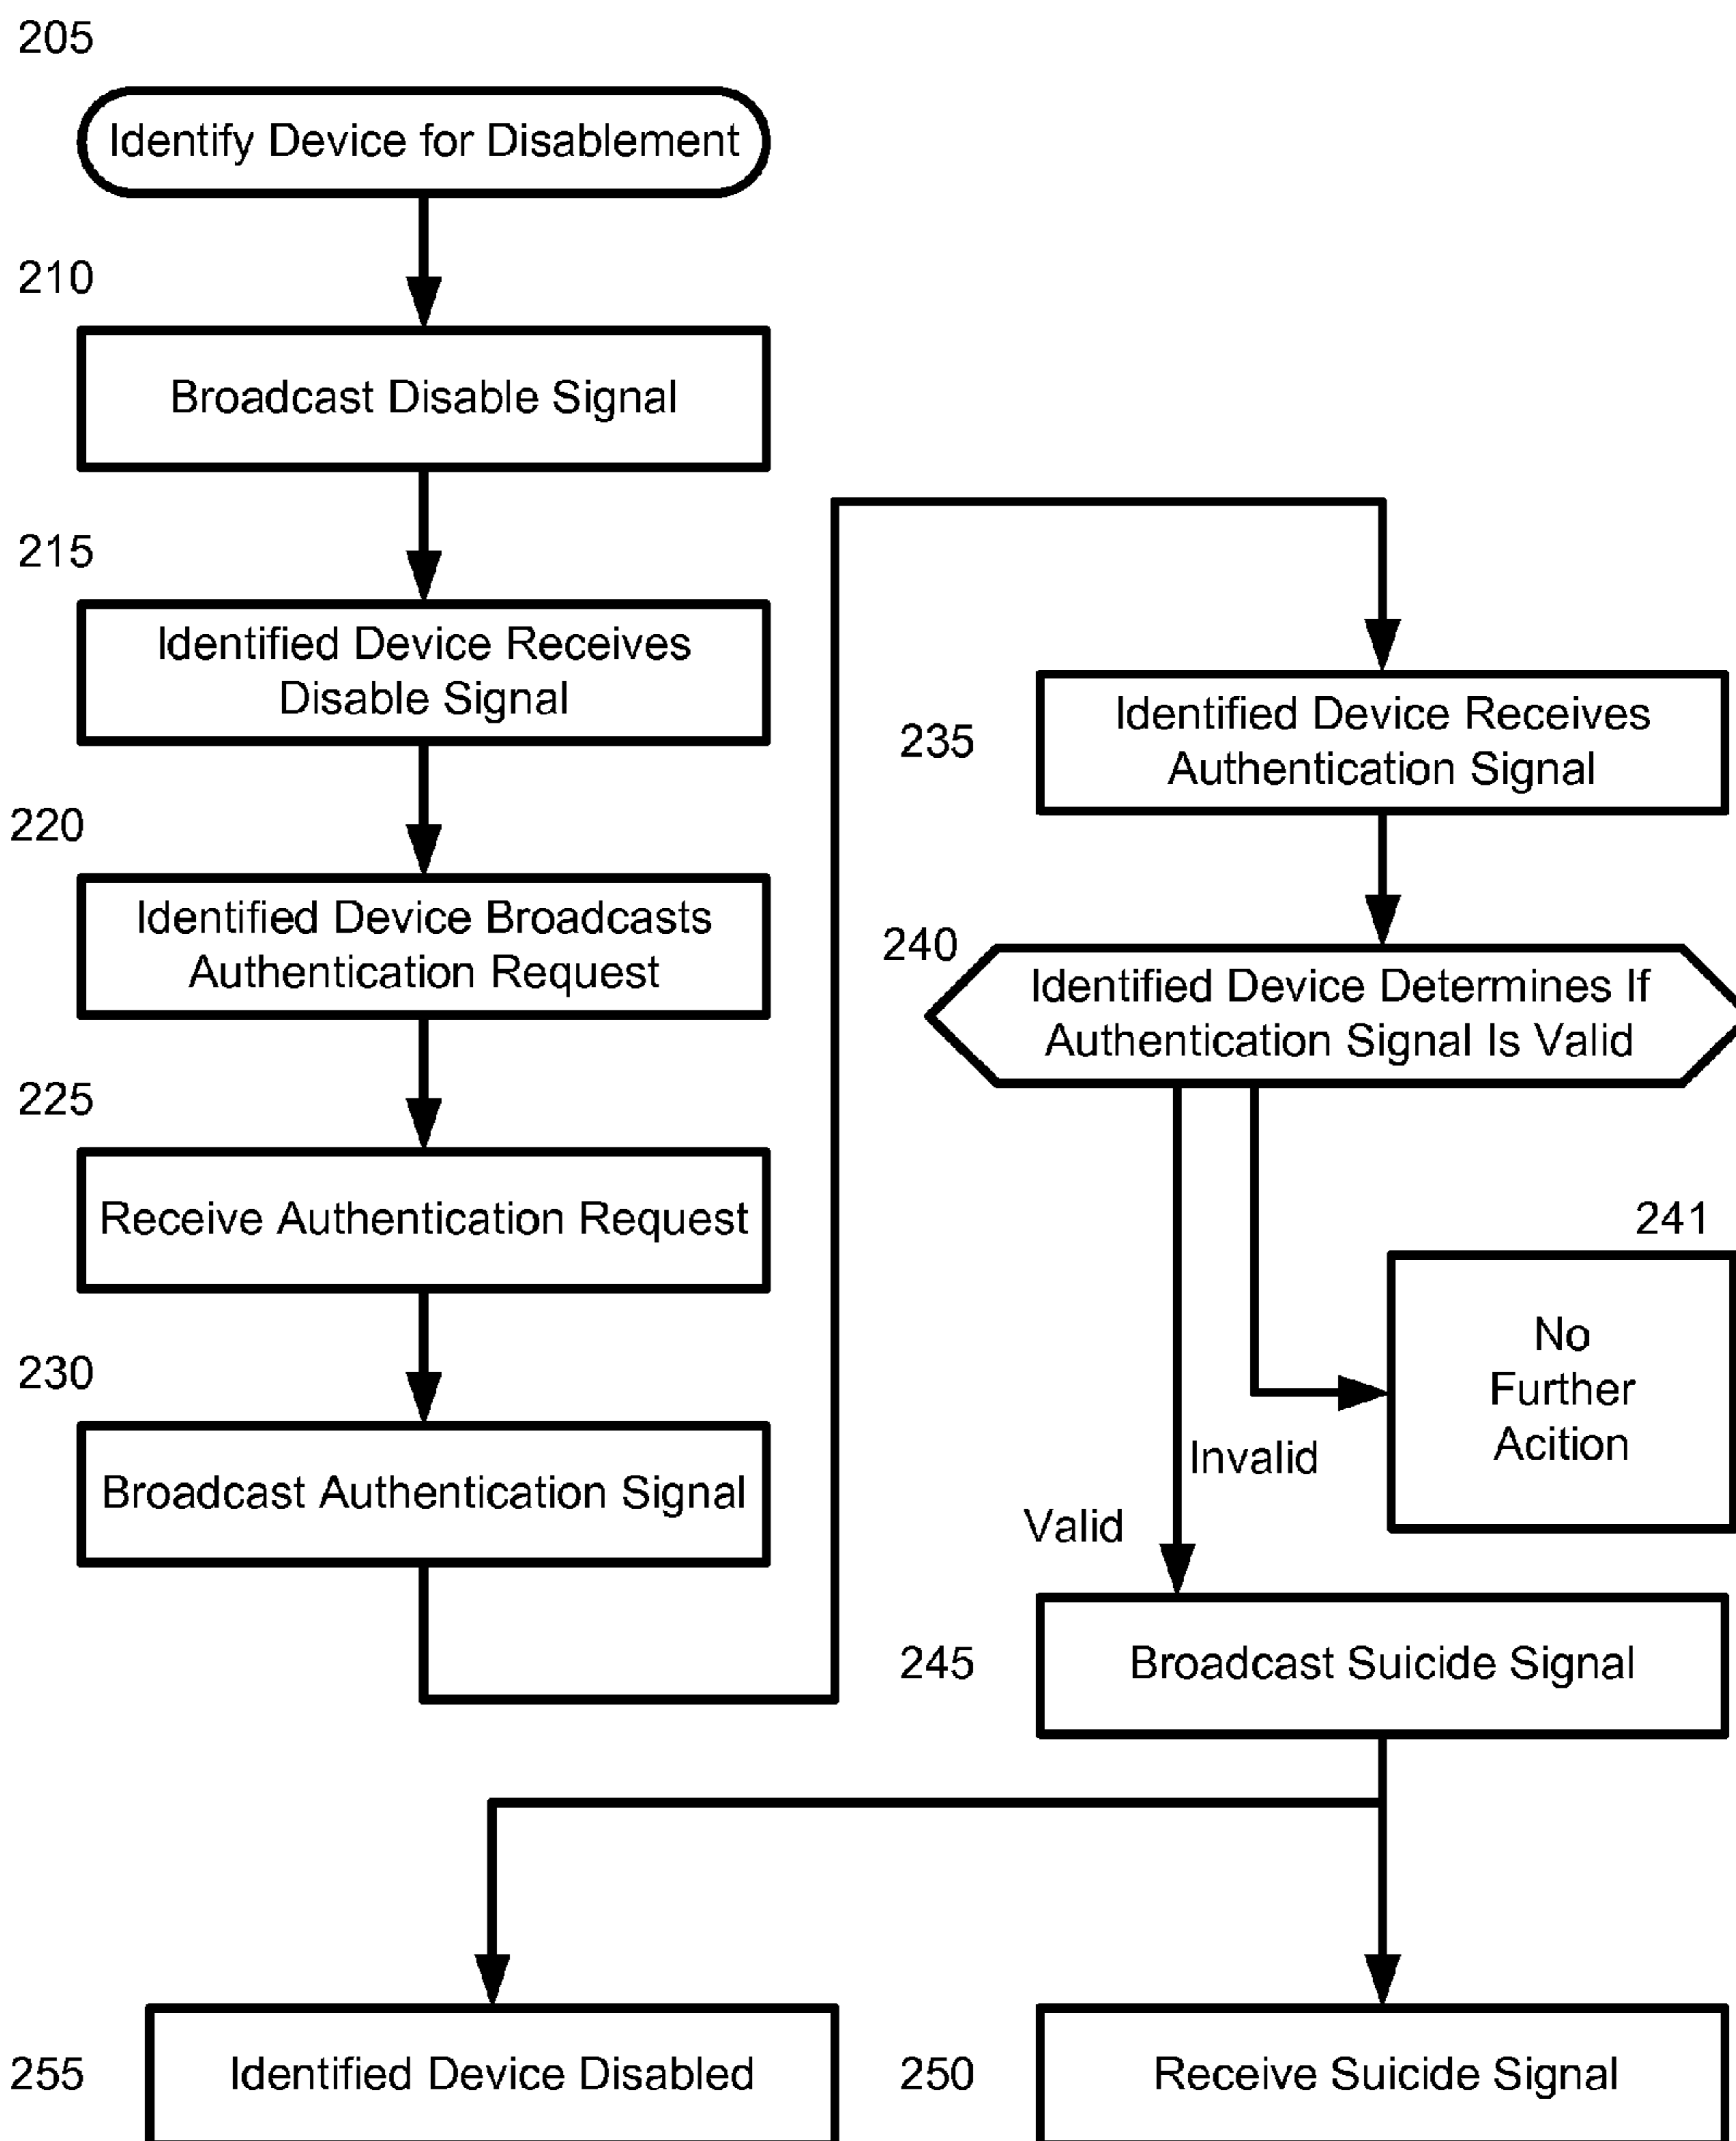 205
Identify Device for Disablement
210
Broadcast Disable Signal
215
Identified Device Receives
Disable Signal
220
Identified Device Broadcasts
Authentication Request
225
Receive Authentication Request
230
Broadcast Authentication Signal
235
Identified Device Receives
Authentication Signal
240
Identified Device Determines If
Authentication Signal Is Valid
241
No
Further
Acition
Invalid
Valid
245
Broadcast Suicide Signal
255
Identified Device Disabled
250
Receive Suicide Signal